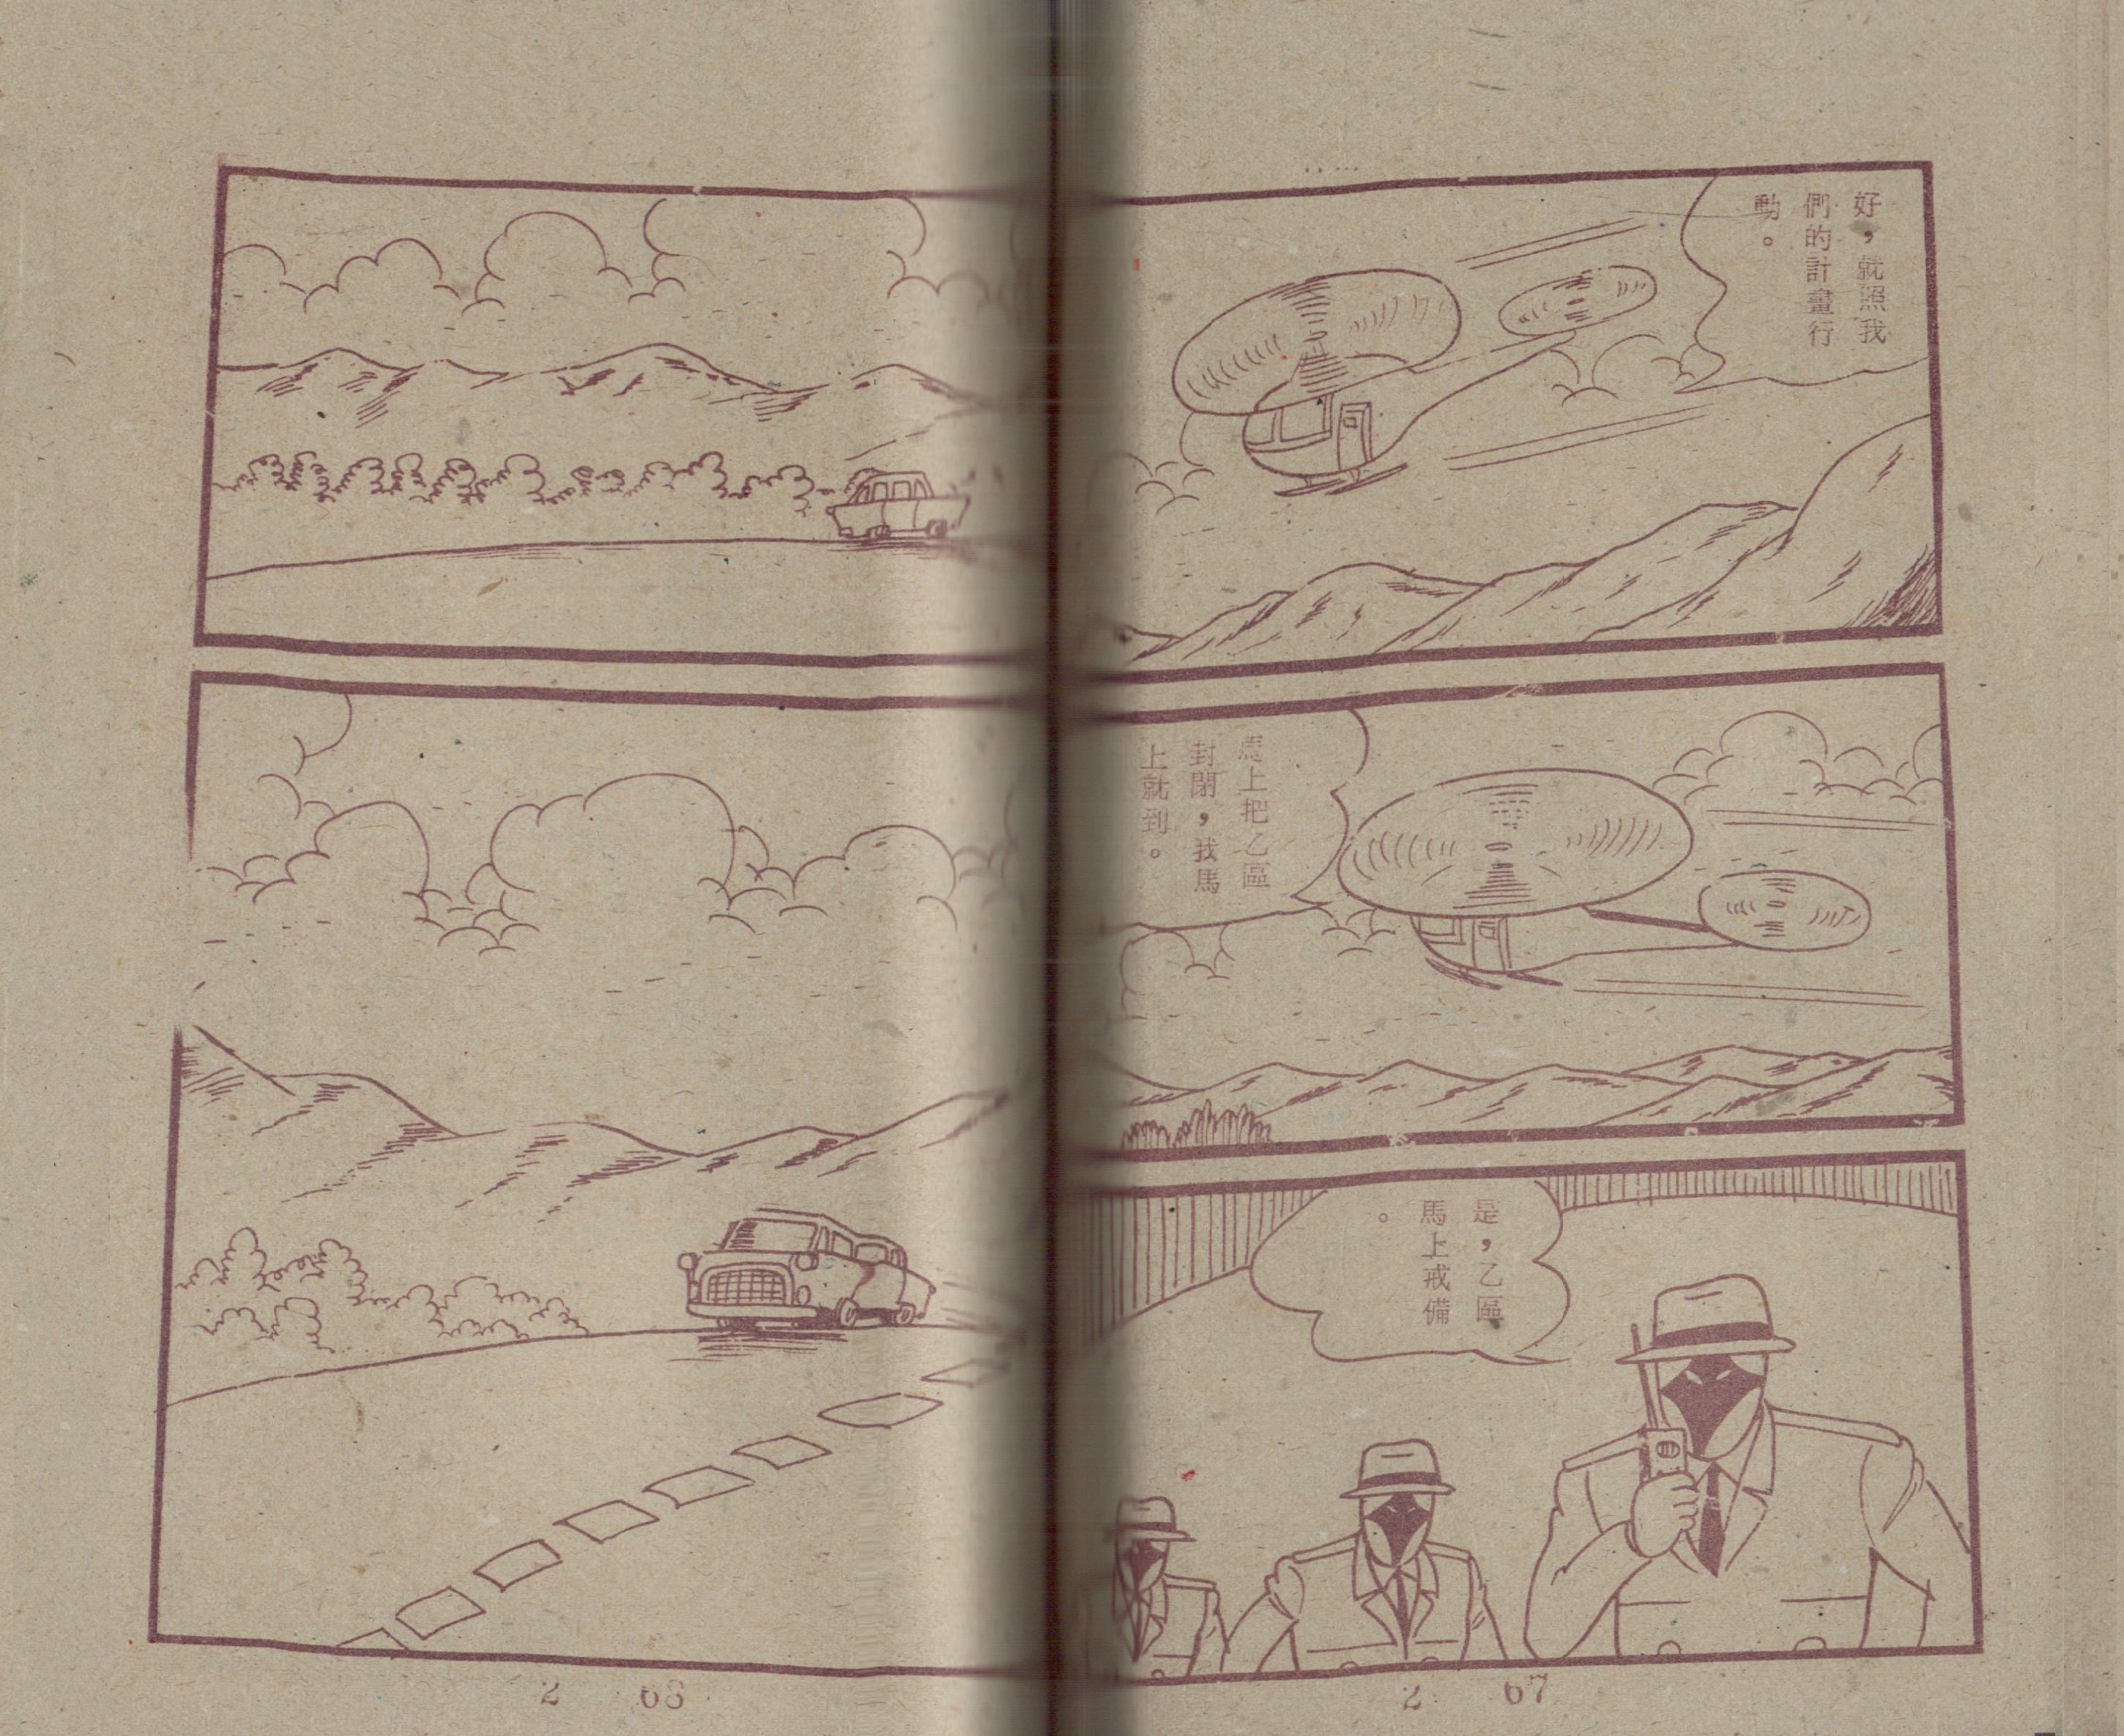 好，就照我
們的計畫行
動。
馬上把乙區
封閉，我馬
上就到。
是，乙區
馬上戒備
。
2 67
2 68